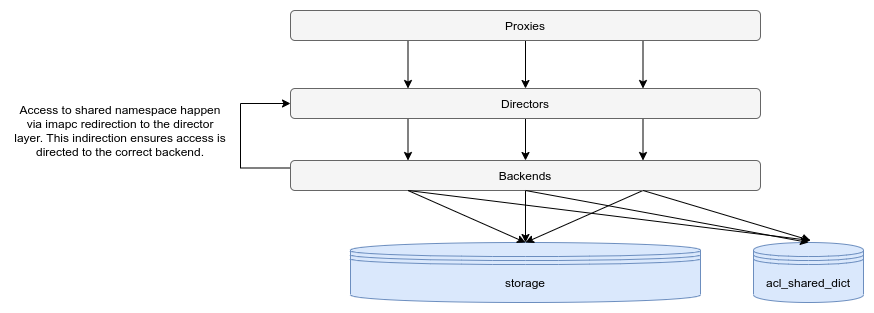 Proxies
Directors
Access to shared namespace happen
via imapc redirection to the director
layer. This indirection ensures access is
directed to the correct backend.
Backends
storage
acl_shared_dict